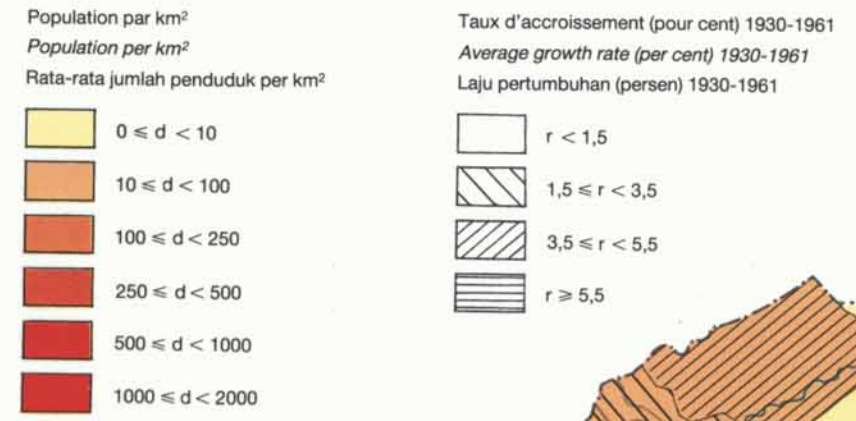 Population par km²
Population per km²
Rata-rata jumlah penduduk per km²
0 ⩽ d < 10
10 ⩽ d < 100
100 ⩽ d < 250
250 ⩽ d < 500
500 ⩽ d < 1000
1000 ⩽ d < 2000
Taux d'accroissement (pour cent) 1930-1961
Average growth rate (per cent) 1930-1961
Laju pertumbuhan (persen) 1930-1961
r < 1,5
1,5 ⩽ r < 3,5
3,5 ⩽ r < 5,5
r ⩾ 5,5